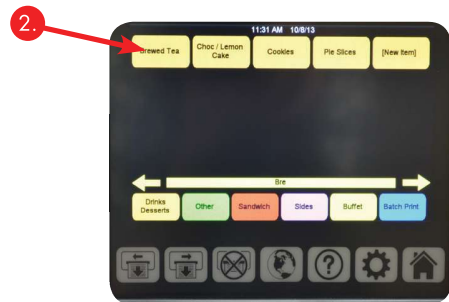 2.
11:31 AM 10/8/13
Brewed Tea
Choc / Lemon
Cake
Cookies
Pie Slices
[New Item]
Bre
Drinks
Desserts
Other
Sandwich
Sides
Buffet
Batch Print
?